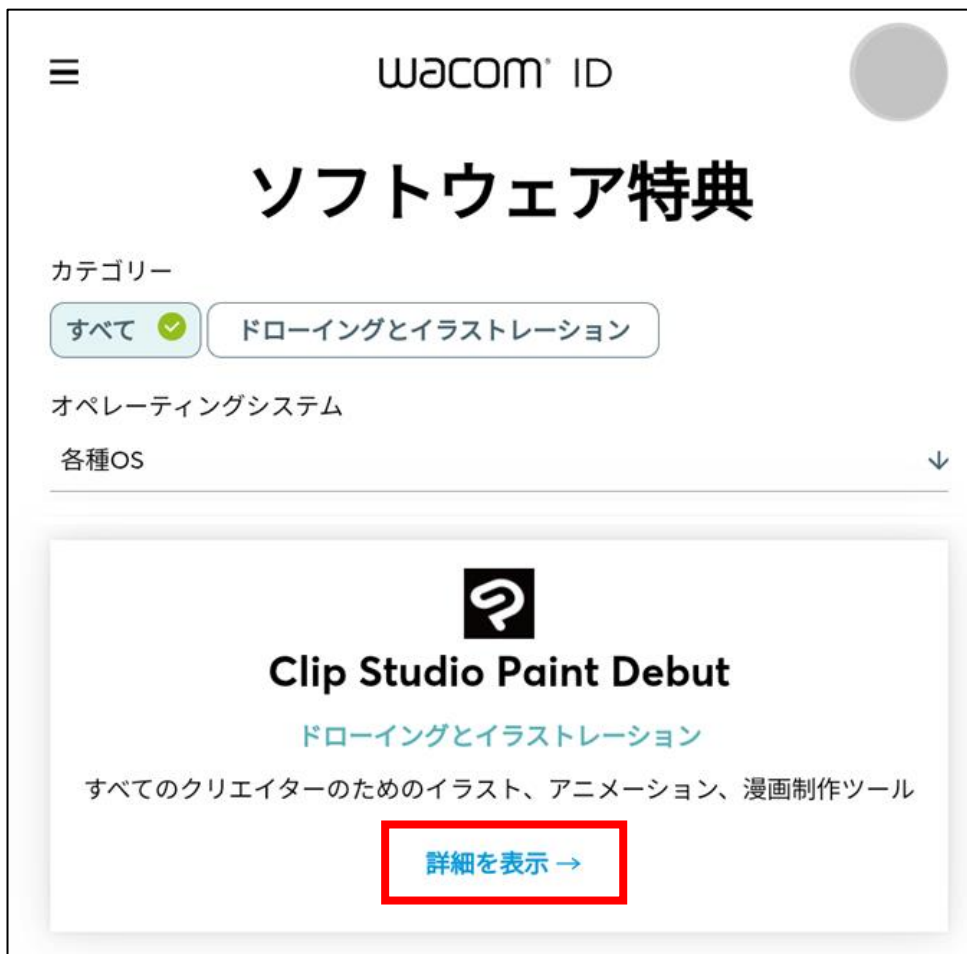 wacom® ID
ソフトウェア特典
カテゴリー
すべて
ドローイングとイラストレーション
オペレーティングシステム
各種OS
Clip Studio Paint Debut
ドローイングとイラストレーション
すべてのクリエイターのためのイラスト、アニメーション、漫画制作ツール
詳細を表示 →